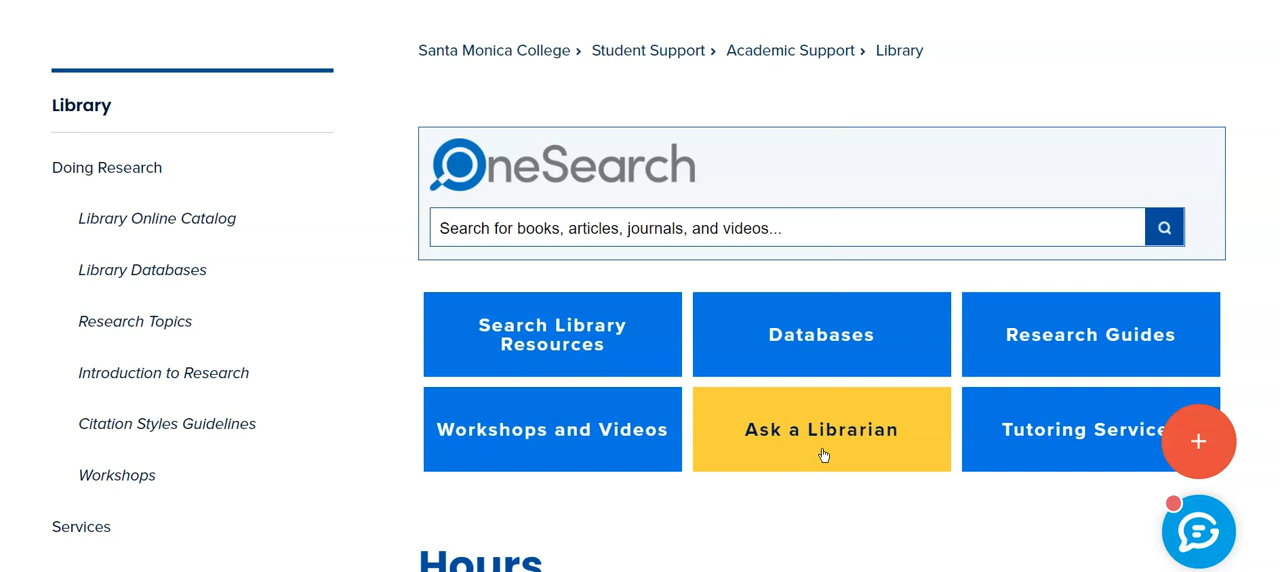 Santa Monica College › Student Support › Academic Support › Library
Library
Doing Research
Library Online Catalog
Library Databases
Research Topics
Introduction to Research
Citation Styles Guidelines
Workshops
Services
OneSearch
Search for books, articles, journals, and videos...
Search Library
Resources
Databases
Research Guides
Workshops and Videos
Ask a Librarian
Tutoring Service
+
Hours